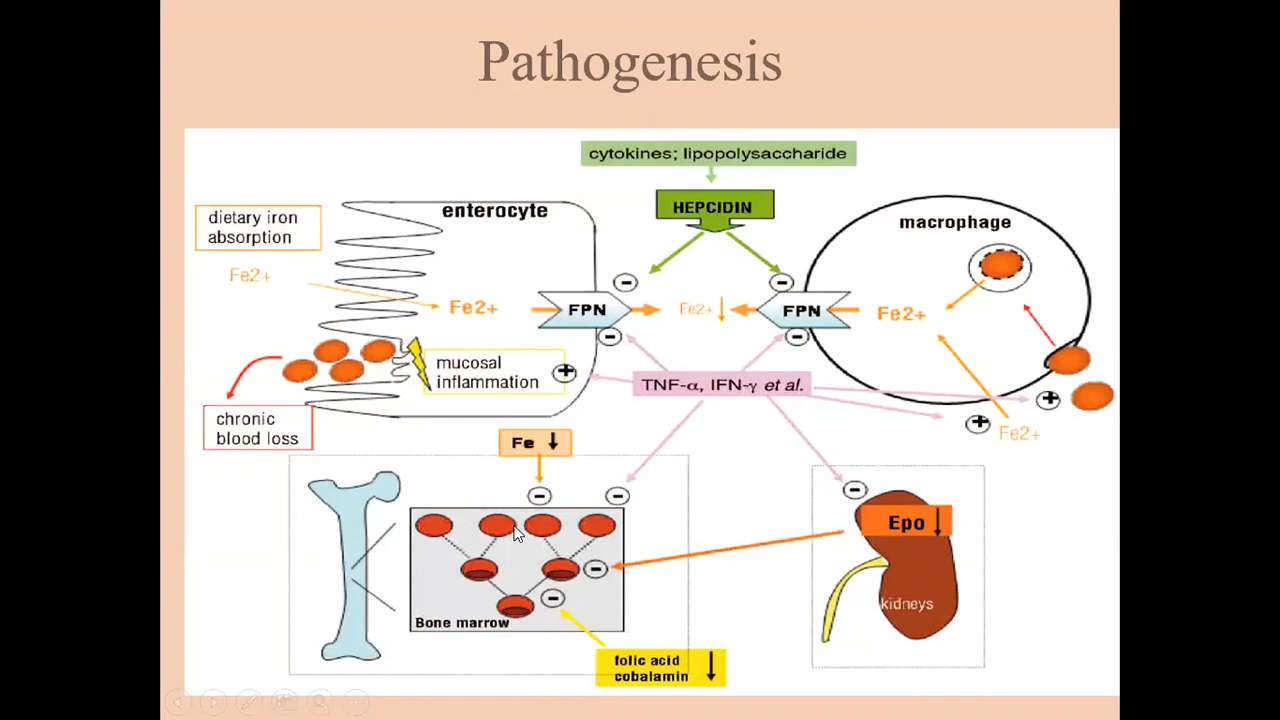 Pathogenesis
cytokines; lipopolysaccharide
HEPCIDIN
enterocyte
macrophage
dietary iron
absorption
Fe2+
Fe2+
FPN
Fe2+
FPN
Fe2+
mucosal
inflammation
+
TNF-α, IFN-γ et al.
+
+
Fe2+
chronic
blood loss
Fe
Epo
kidneys
Bone marrow
folic acid
cobalamin